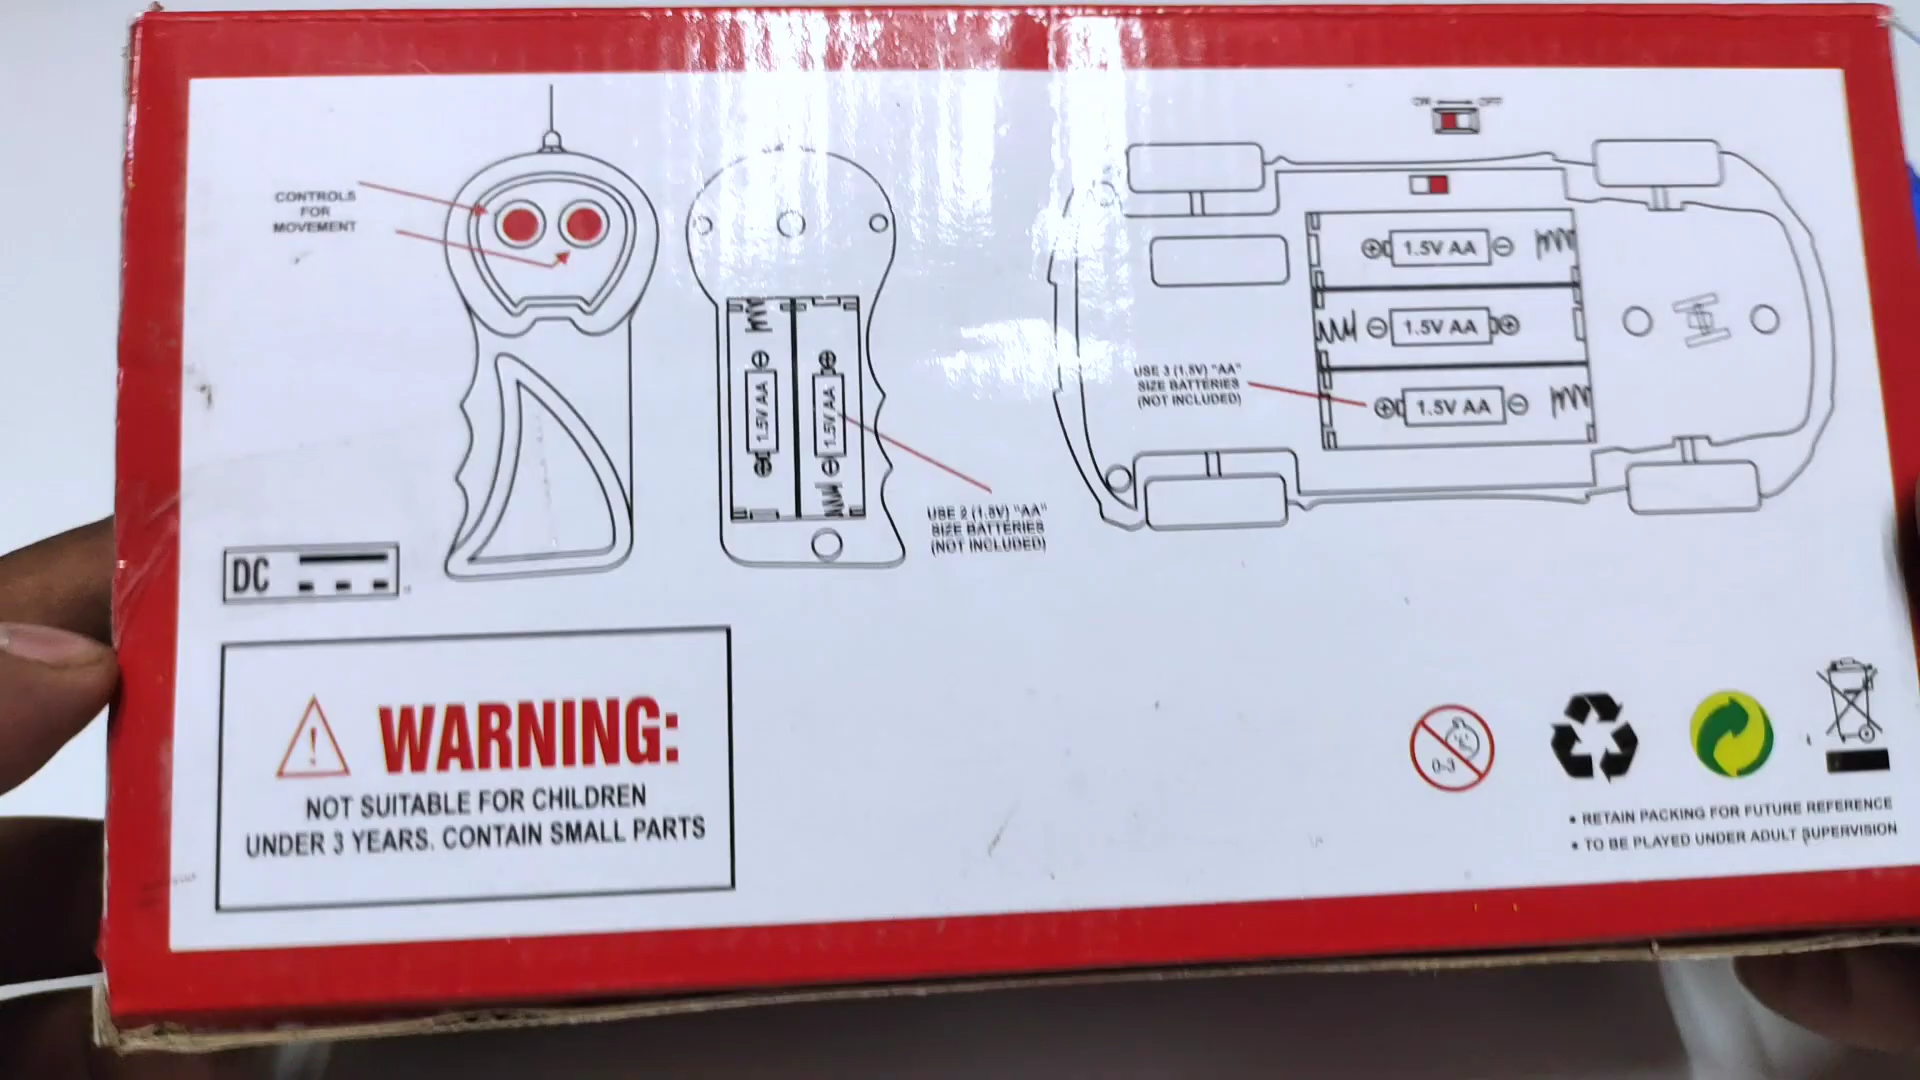 ON OFF
CONTROLS
FOR
MOVEMENT
1.5V AA
1.5V AA
1.5V AA
1.5V AA
1.5V AA
USE 3 (1.5V) "AA"
SIZE BATTERIES
(NOT INCLUDED)
USE 2 (1.5V) "AA"
SIZE BATTERIES
(NOT INCLUDED)
DC
WARNING:
NOT SUITABLE FOR CHILDREN
UNDER 3 YEARS. CONTAIN SMALL PARTS
0-3
• RETAIN PACKING FOR FUTURE REFERENCE
• TO BE PLAYED UNDER ADULT SUPERVISION